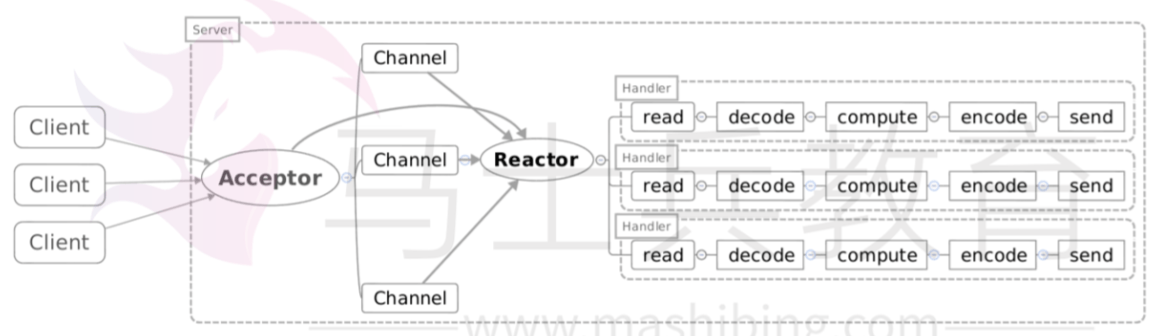 Server
Channel
Handler
read decode compute encode send
Client
Channel Reactor
Handler
Acceptor
Client
read decode compute encode send
Handler
Client
read decode compute encode send
Channel
马士兵教育
www.mashibing.com